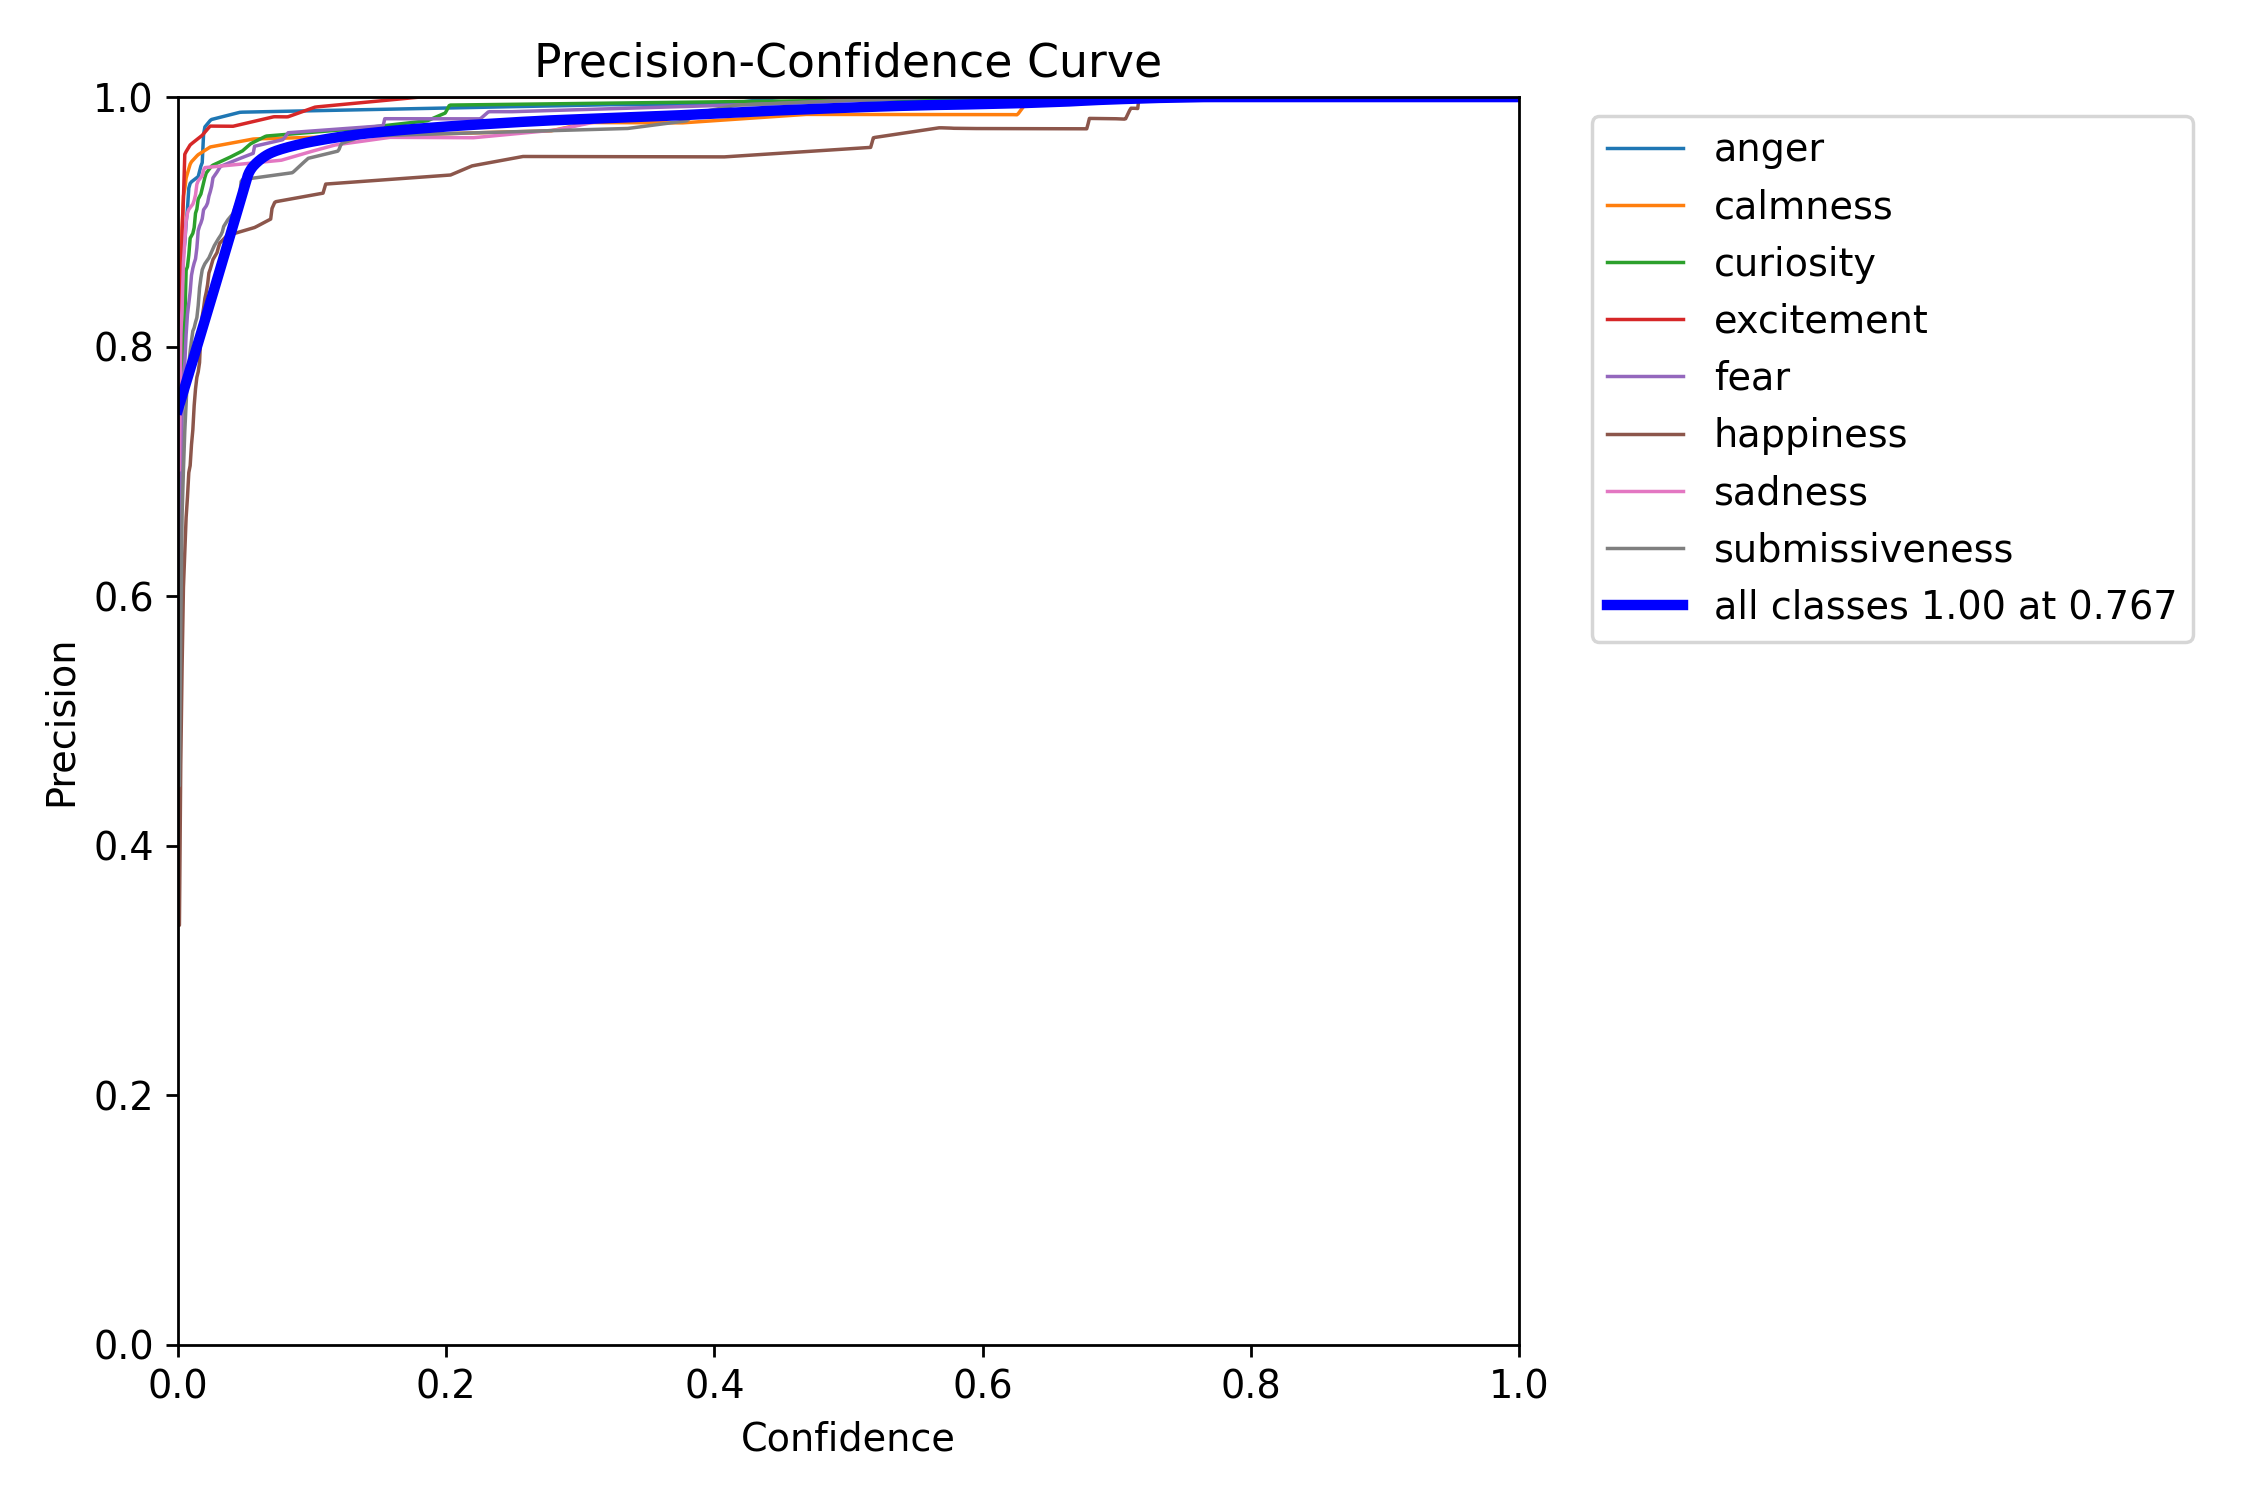 Precision-Confidence Curve
1.0
0.8
0.6
0.4
0.2
0.0
Precision
0.0 0.2 0.4 0.6 0.8 1.0
Confidence
anger
calmness
curiosity
excitement
fear
happiness
sadness
submissiveness
all classes 1.00 at 0.767